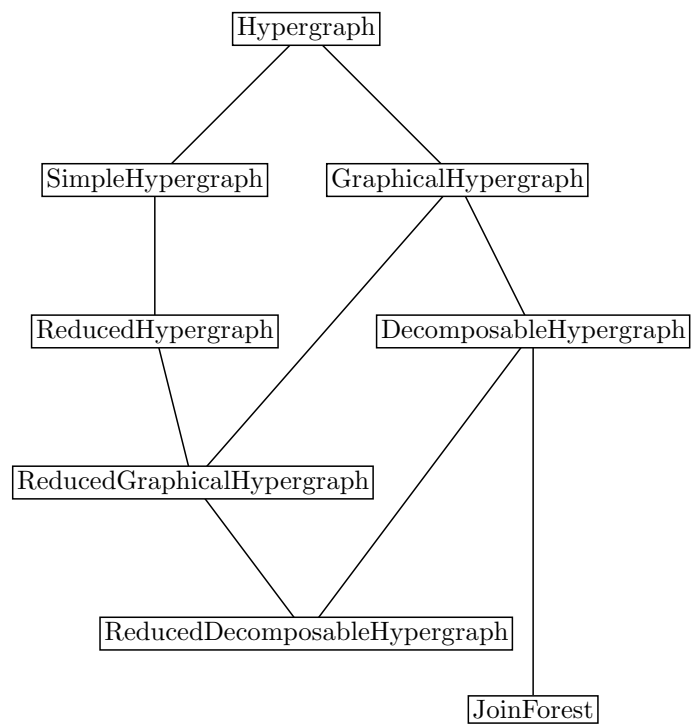 Hypergraph
SimpleHypergraph
GraphicalHypergraph
ReducedHypergraph
DecomposableHypergraph
ReducedGraphicalHypergraph
ReducedDecomposableHypergraph
JoinForest